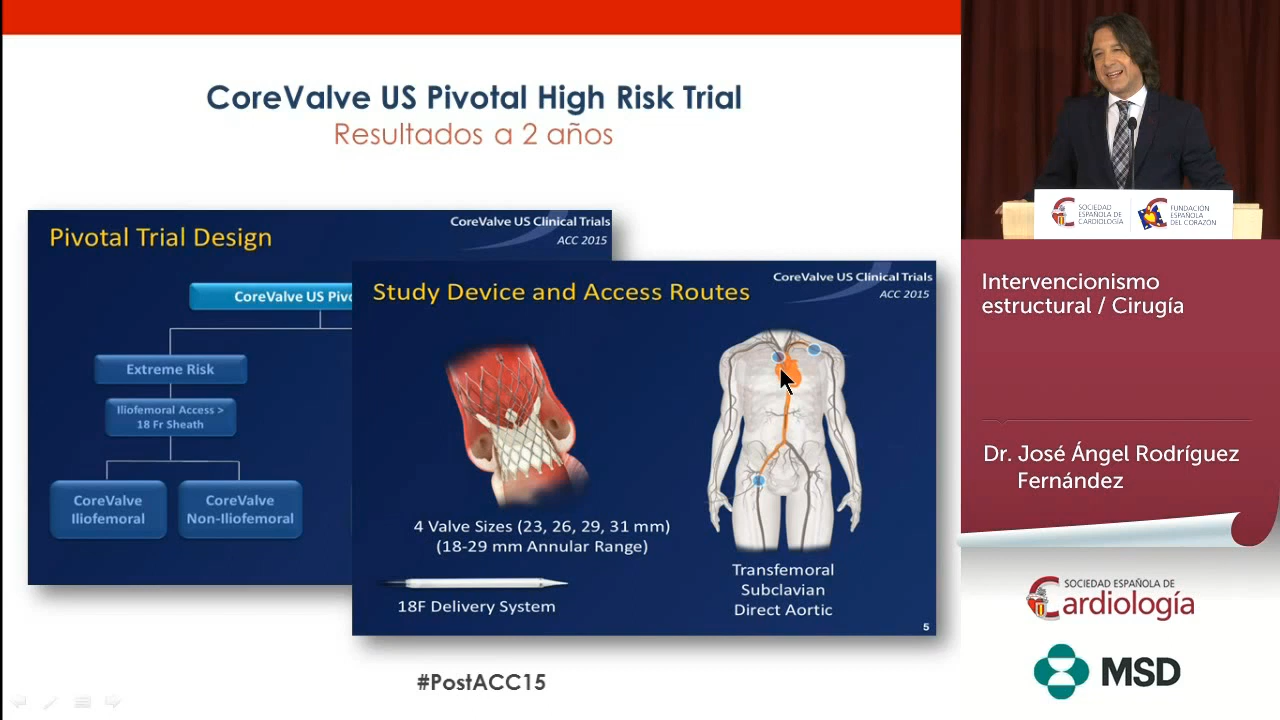 CoreValve US Pivotal High Risk Trial
Resultados a 2 años
CoreValve US Clinical Trials
ACC 2015
Pivotal Trial Design
CoreValve US
Extreme Risk
Iliofemoral Access >
18 Fr Sheath
CoreValve
Iliofemoral
CoreValve
Non-Iliofemoral
CoreValve US Clinical Trials
ACC 2015
Study Device and Access Routes
4 Valve Sizes (23, 26, 29, 31 mm)
(18-29 mm Annular Range)
18F Delivery System
Transfemoral
Subclavian
Direct Aortic
5
#PostACC15
SOCIEDAD
ESPAÑOLA DE
CARDIOLOGÍA
FUNDACIÓN
ESPAÑOLA
DEL CORAZÓN
Intervencionismo
estructural / Cirugía
Dr. José Ángel Rodríguez
Fernández
SOCIEDAD ESPAÑOLA DE
Cardiología
MSD